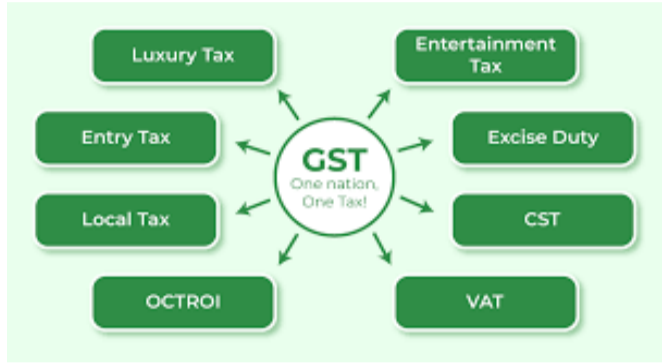 Luxury Tax
Entertainment
Tax
Entry Tax
GST
One nation,
One Tax!
Excise Duty
Local Tax
CST
OCTROI
VAT